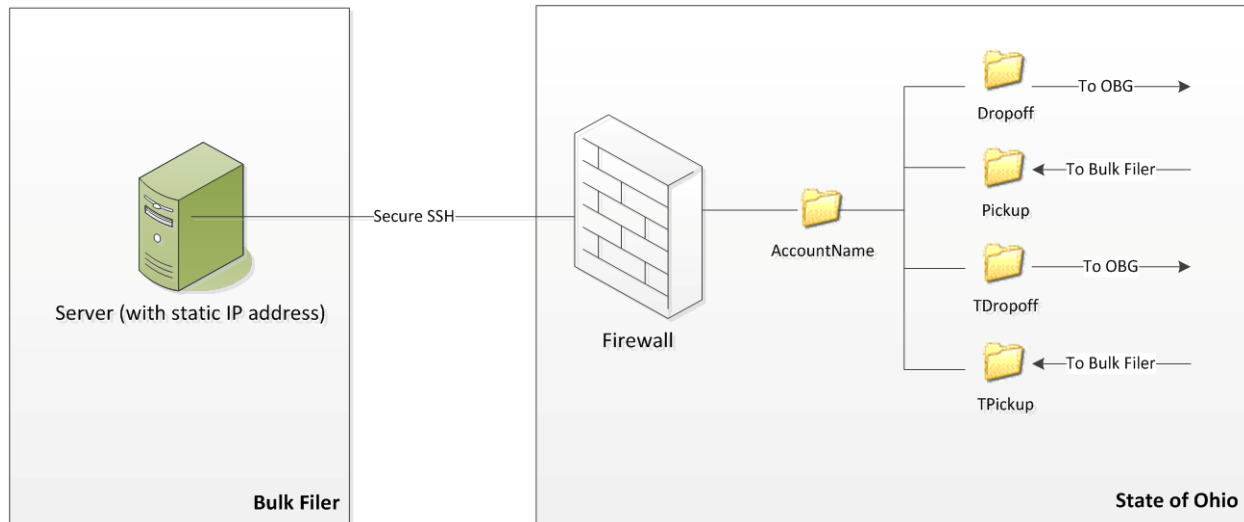 To OBG
Dropoff
To Bulk Filer
Pickup
Secure SSH
AccountName
To OBG
TDropoff
Server (with static IP address)
Firewall
To Bulk Filer
TPickup
Bulk Filer
State of Ohio